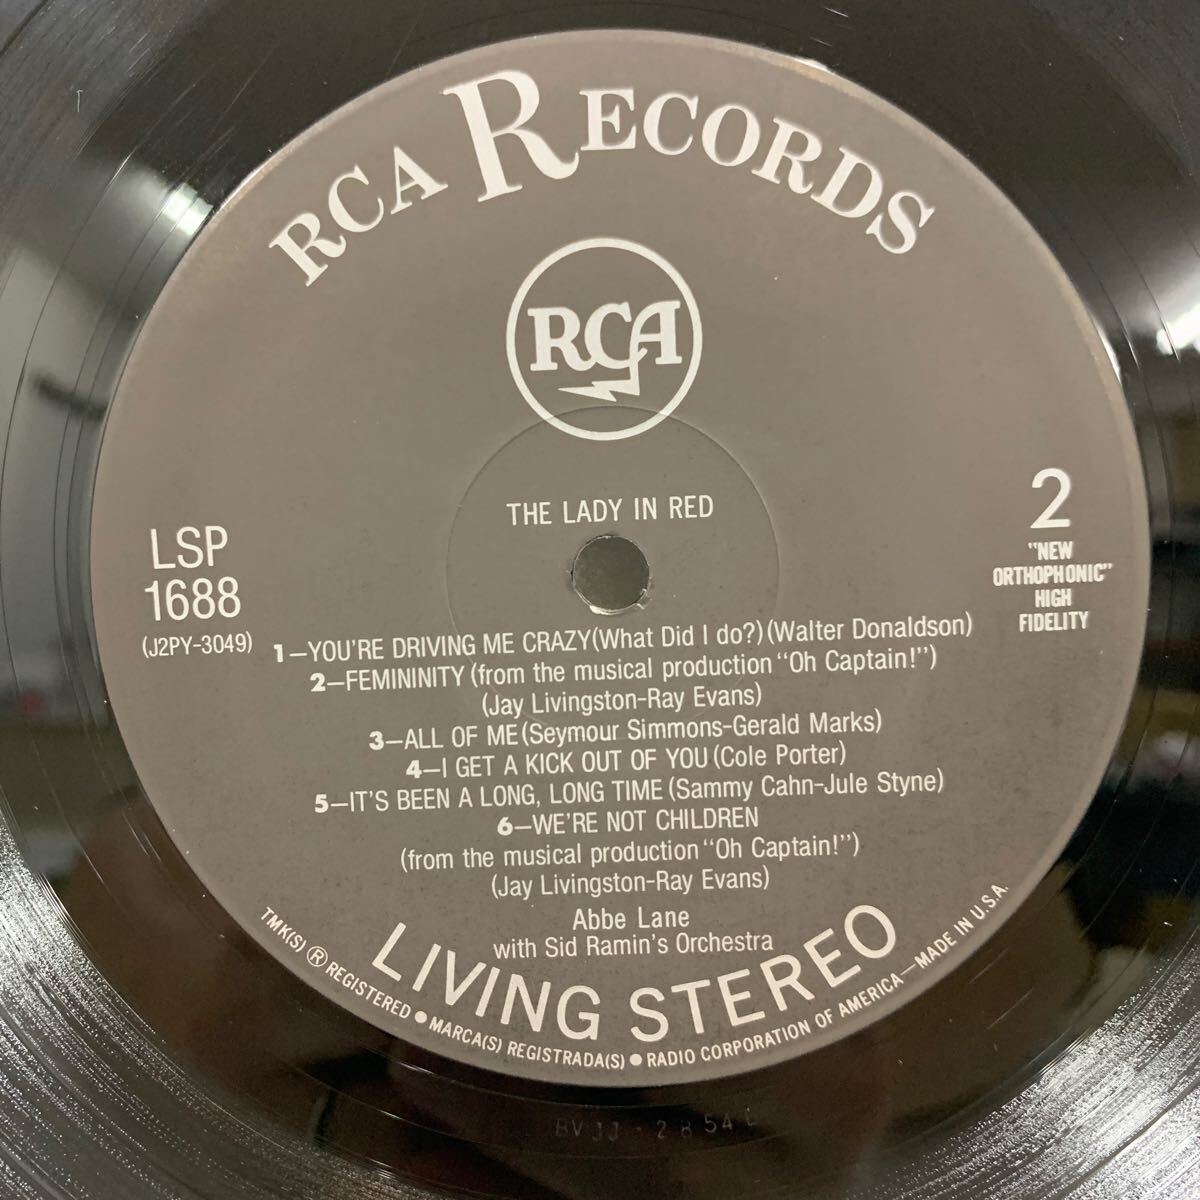 RCA RECORDS
RCA
THE LADY IN RED
LSP
1688
(J2PY-3049)
2
"NEW
ORTHOPHONIC"
HIGH
FIDELITY
1—YOU'RE DRIVING ME CRAZY (What Did I do?) (Walter Donaldson)
2—FEMININITY (from the musical production "Oh Captain!")
(Jay Livingston-Ray Evans)
3—ALL OF ME (Seymour Simmons-Gerald Marks)
4—I GET A KICK OUT OF YOU (Cole Porter)
5—IT'S BEEN A LONG, LONG TIME (Sammy Cahn-Jule Styne)
6—WE'RE NOT CHILDREN
(from the musical production "Oh Captain!")
(Jay Livingston-Ray Evans)
Abbe Lane
with Sid Ramin's Orchestra
LIVING STEREO
TMK(S) ® REGISTERED • MARCA(S) REGISTRADA(S) • RADIO CORPORATION OF AMERICA—MADE IN U.S.A.